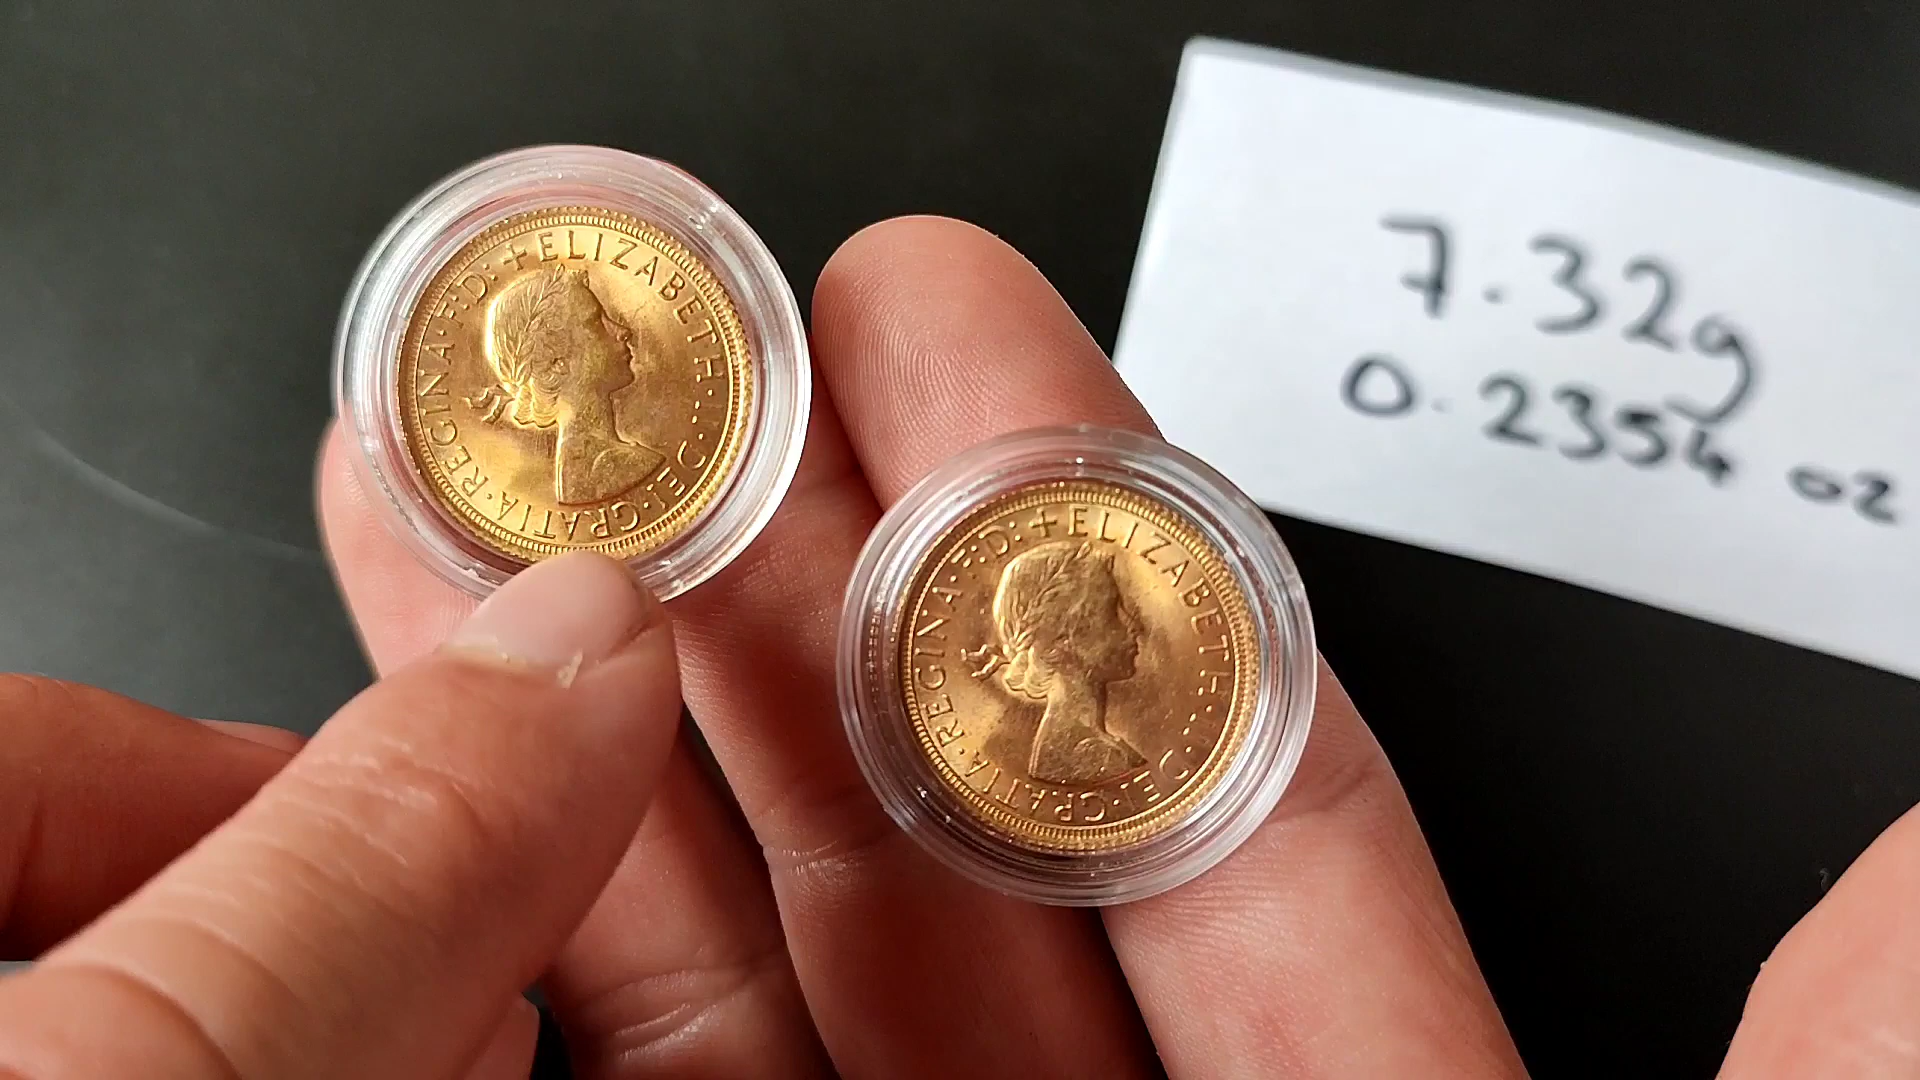 +ELIZABETH·II·DEI·GRATIA·REGINA·F:D:
+ELIZABETH·II·DEI·GRATIA·REGINA·F:D:
7.32g
0.2354 oz